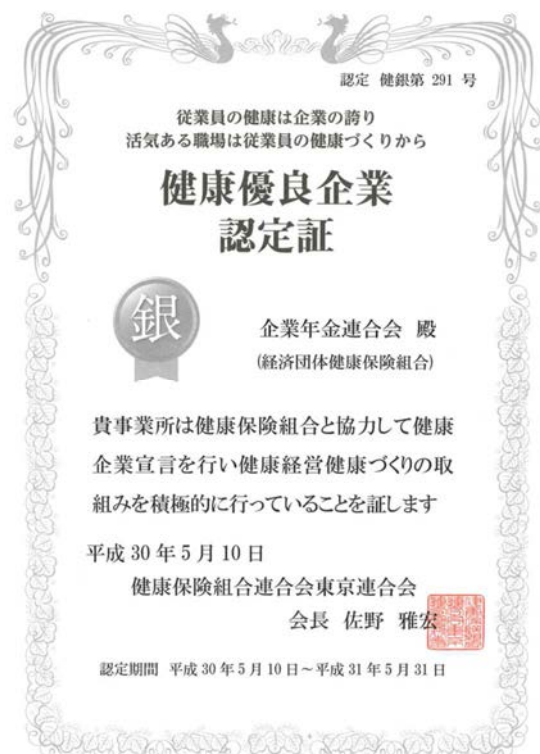 認定 健銀第 291 号
従業員の健康は企業の誇り
活気ある職場は従業員の健康づくりから
健康優良企業
認定証
銀
企業年金連合会 殿
(経済団体健康保険組合)
貴事業所は健康保険組合と協力して健康
企業宣言を行い健康経営健康づくりの取
組みを積極的に行っていることを証します
平成 30 年 5 月 10 日
健康保険組合連合会東京連合会
会長 佐野 雅宏
認定期間 平成 30 年 5 月 10 日～平成 31 年 5 月 31 日